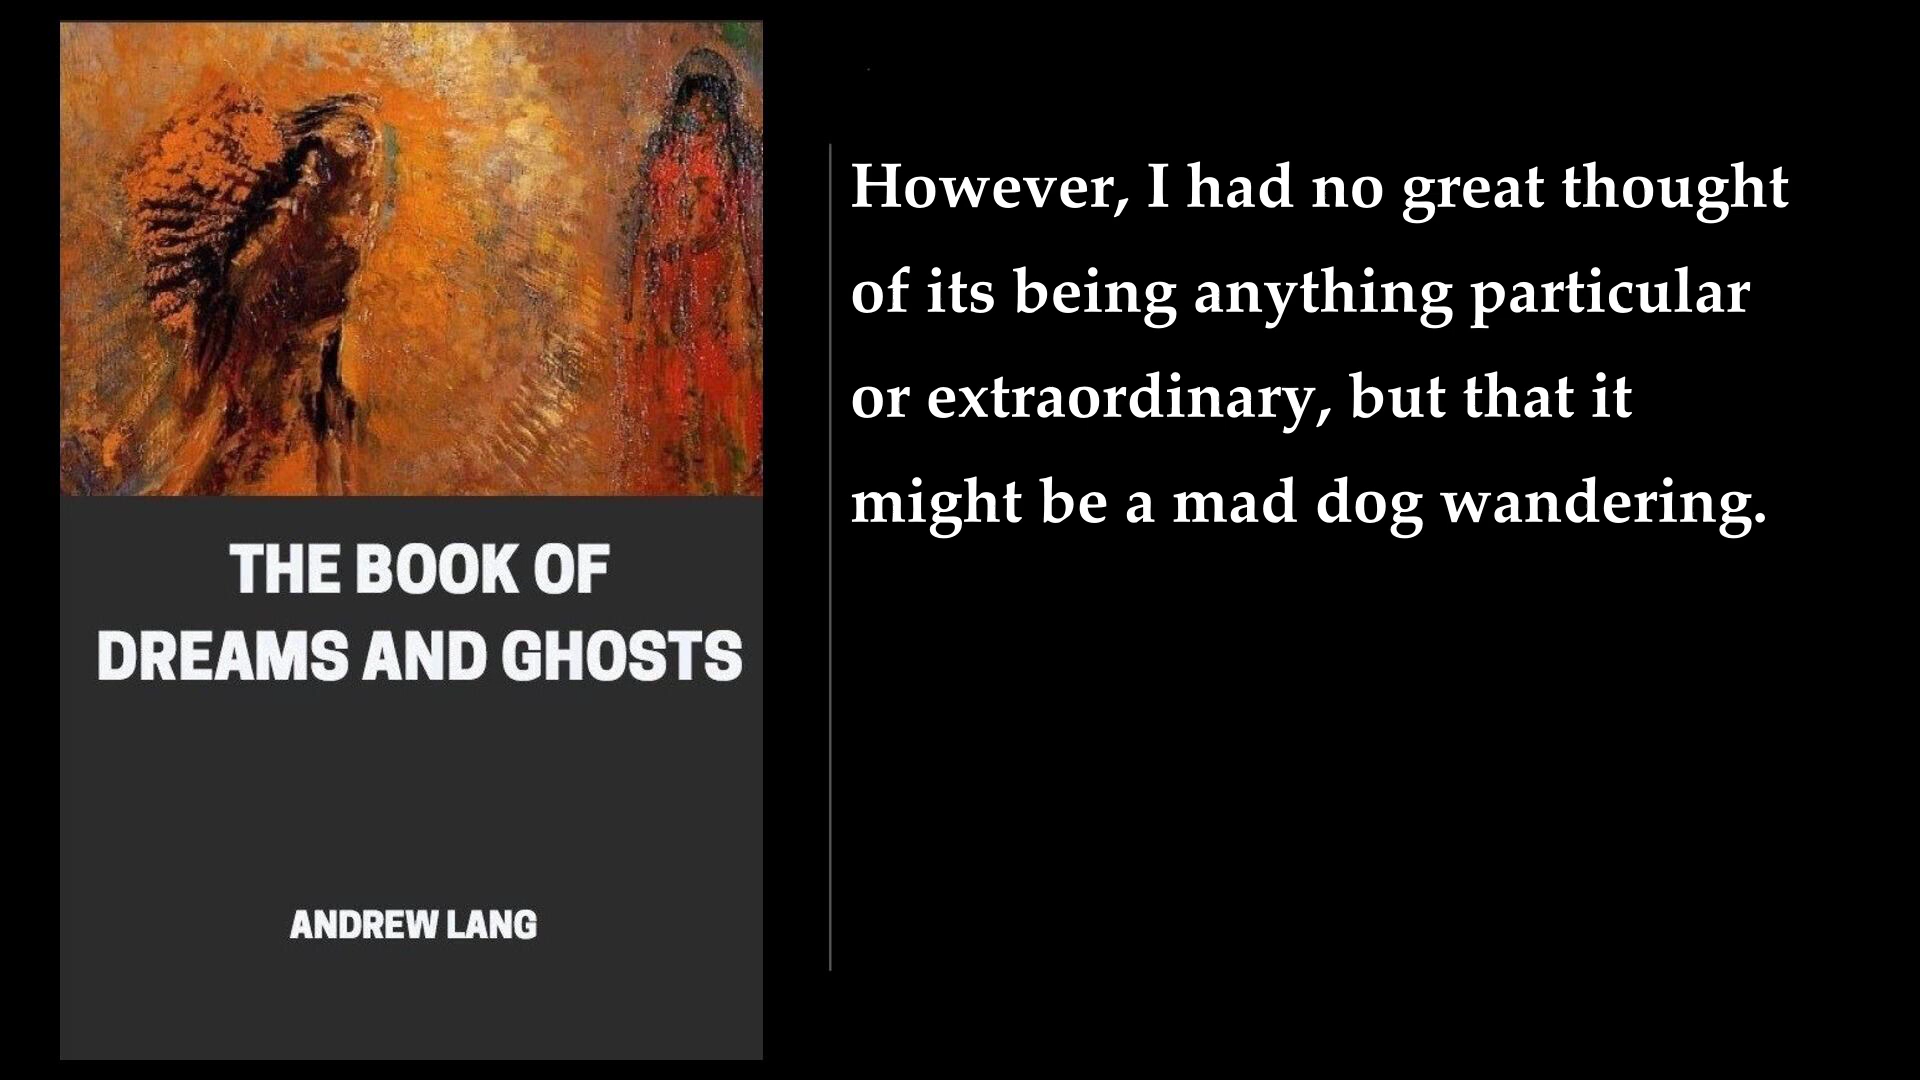 THE BOOK OF
DREAMS AND GHOSTS
ANDREW LANG
However, I had no great thought
of its being anything particular
or extraordinary, but that it
might be a mad dog wandering.